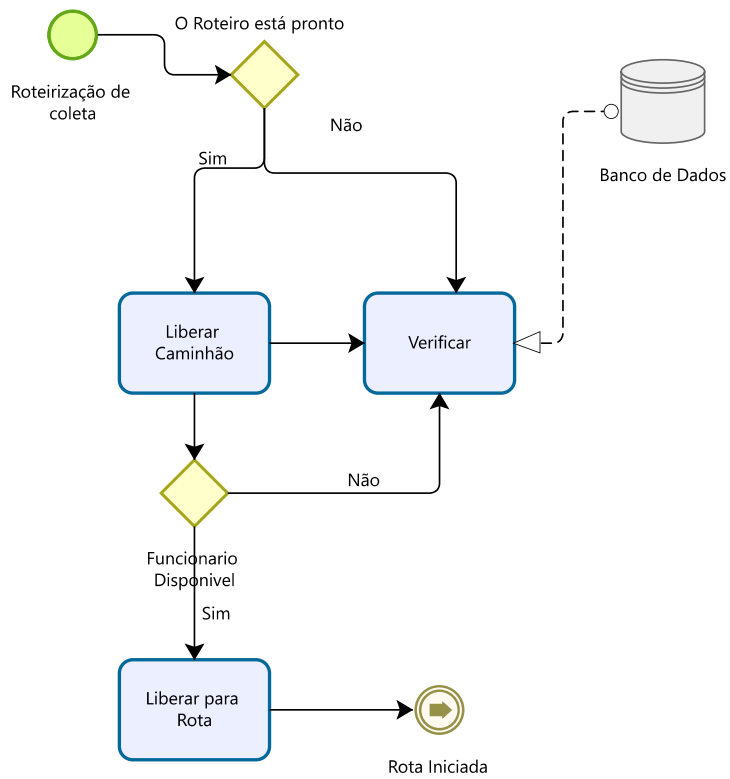 O Roteiro está pronto
Roteirização de
coleta
Não
Sim
Banco de Dados
Liberar
Caminhão
Verificar
Não
Funcionario
Disponivel
Sim
Liberar para
Rota
Rota Iniciada